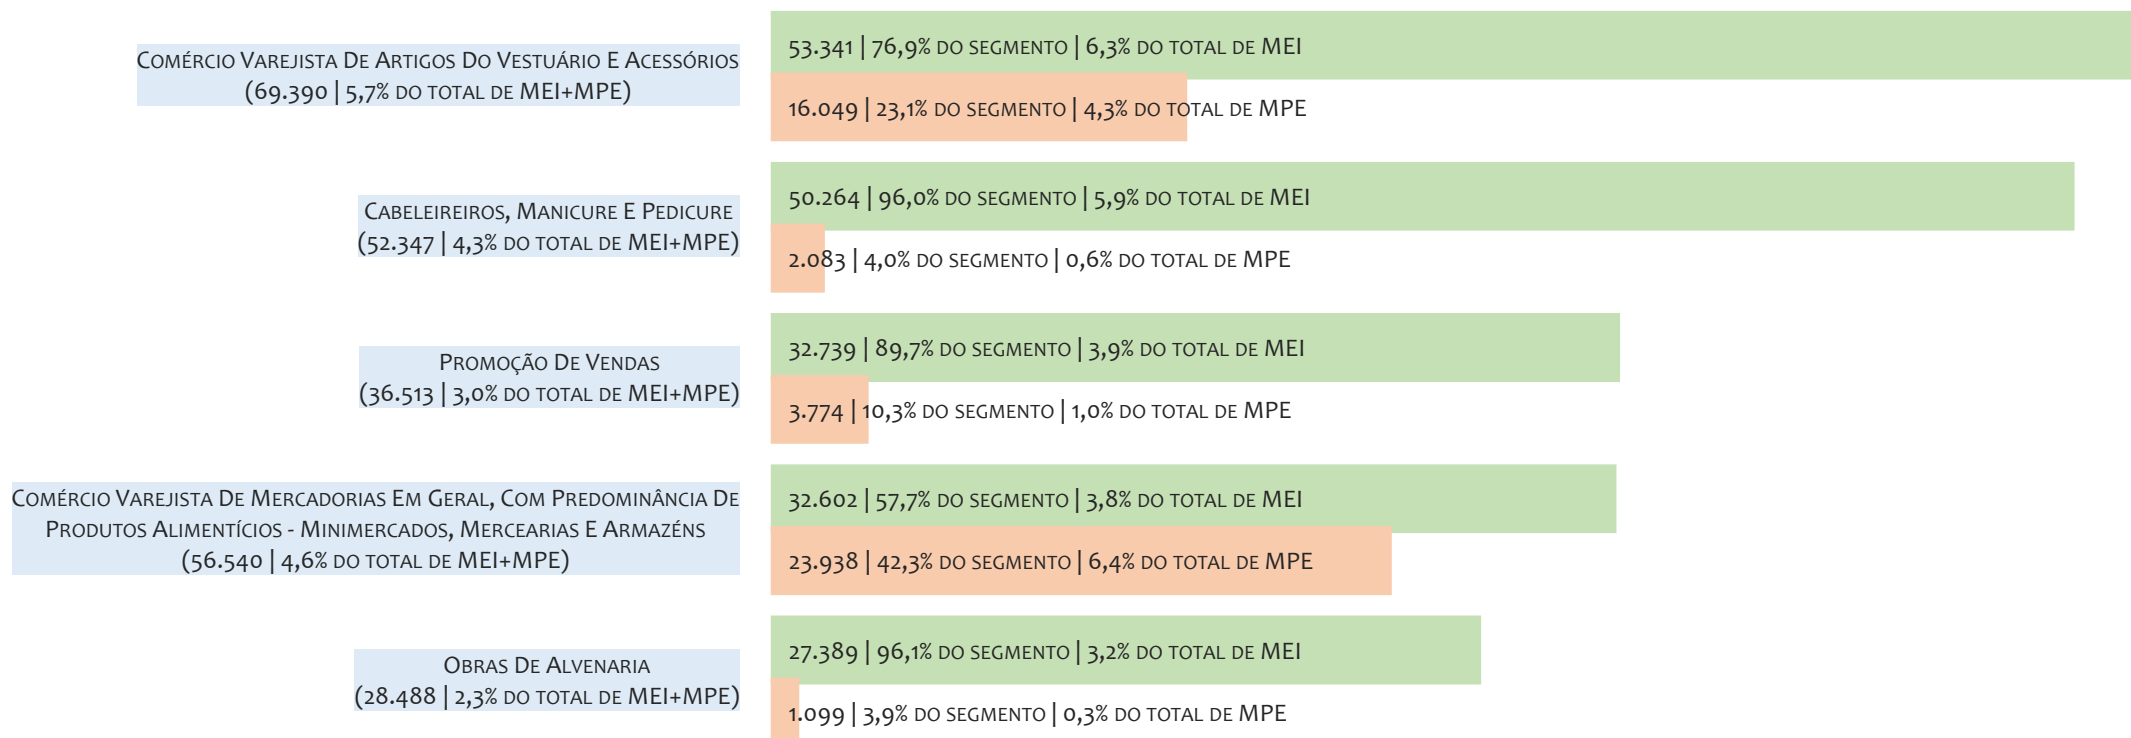 Comércio Varejista De Artigos Do Vestuário E Acessórios
(69.390 | 5,7% do total de MEI+MPE)
53.341 | 76,9% do segmento | 6,3% do total de MEI
16.049 | 23,1% do segmento | 4,3% do total de MPE
Cabeleireiros, Manicure E Pedicure
(52.347 | 4,3% do total de MEI+MPE)
50.264 | 96,0% do segmento | 5,9% do total de MEI
2.083 | 4,0% do segmento | 0,6% do total de MPE
Promoção De Vendas
(36.513 | 3,0% do total de MEI+MPE)
32.739 | 89,7% do segmento | 3,9% do total de MEI
3.774 | 10,3% do segmento | 1,0% do total de MPE
Comércio Varejista De Mercadorias Em Geral, Com Predominância De
Produtos Alimentícios - Minimercados, Mercearias E Armazéns
(56.540 | 4,6% do total de MEI+MPE)
32.602 | 57,7% do segmento | 3,8% do total de MEI
23.938 | 42,3% do segmento | 6,4% do total de MPE
Obras De Alvenaria
(28.488 | 2,3% do total de MEI+MPE)
27.389 | 96,1% do segmento | 3,2% do total de MEI
1.099 | 3,9% do segmento | 0,3% do total de MPE